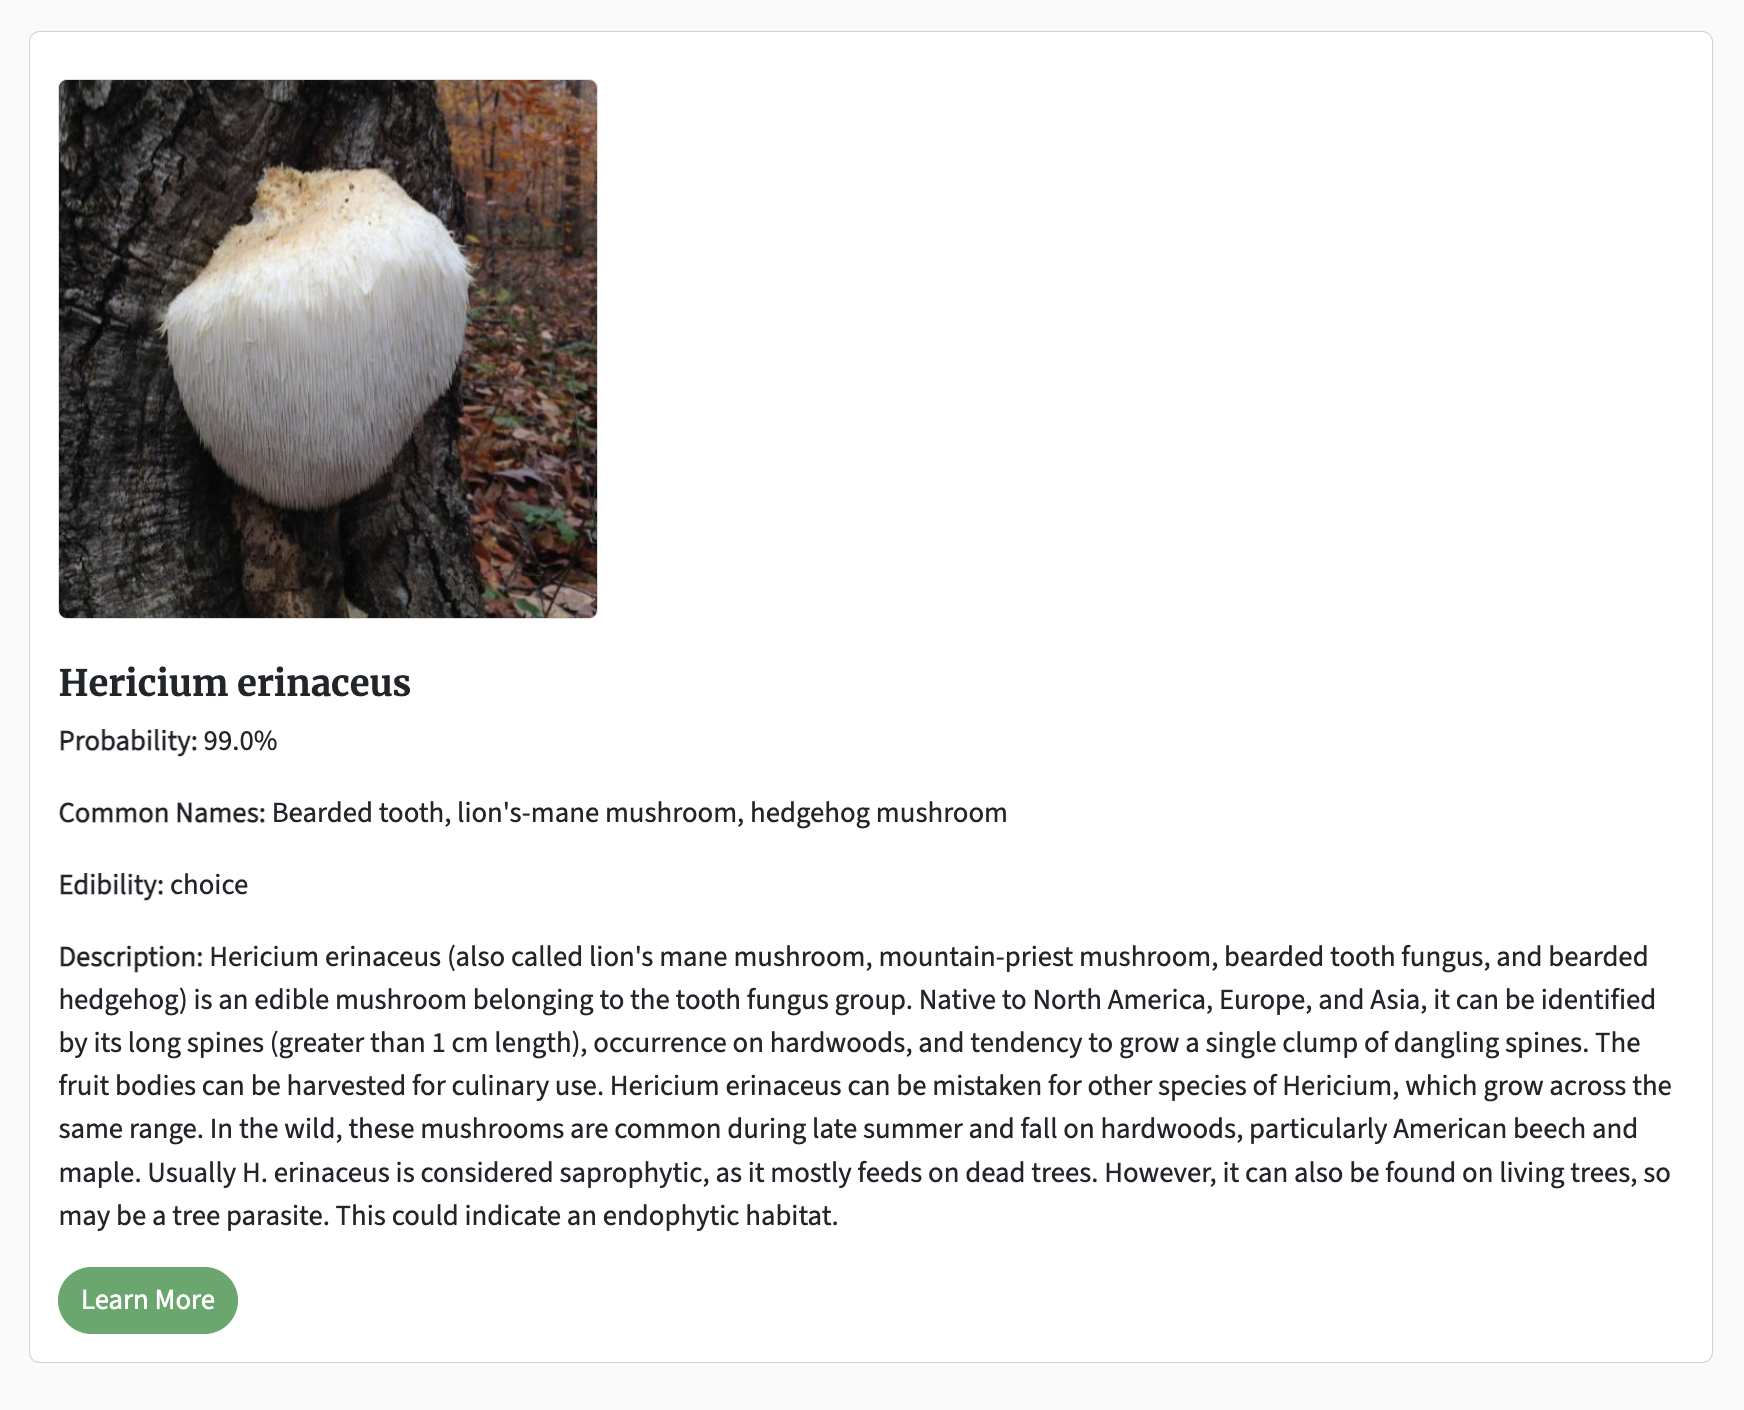 Hericium erinaceus
Probability: 99.0%
Common Names: Bearded tooth, lion's-mane mushroom, hedgehog mushroom
Edibility: choice
Description: Hericium erinaceus (also called lion's mane mushroom, mountain-priest mushroom, bearded tooth fungus, and bearded
hedgehog) is an edible mushroom belonging to the tooth fungus group. Native to North America, Europe, and Asia, it can be identified
by its long spines (greater than 1 cm length), occurrence on hardwoods, and tendency to grow a single clump of dangling spines. The
fruit bodies can be harvested for culinary use. Hericium erinaceus can be mistaken for other species of Hericium, which grow across the
same range. In the wild, these mushrooms are common during late summer and fall on hardwoods, particularly American beech and
maple. Usually H. erinaceus is considered saprophytic, as it mostly feeds on dead trees. However, it can also be found on living trees, so
may be a tree parasite. This could indicate an endophytic habitat.
Learn More